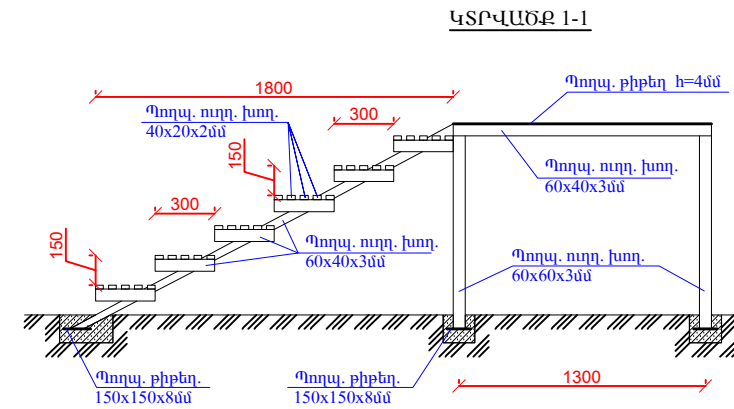 ԿՏՐՎԱԾՔ 1-1
1800
Պողպ. թիթեղ h=4մմ
Պողպ. ուղղ. խող.
40x20x2մմ
300
150
Պողպ. ուղղ. խող.
60x40x3մմ
300
150
Պողպ. ուղղ. խող.
60x40x3մմ
Պողպ. ուղղ. խող.
60x60x3մմ
Պողպ. թիթեղ.
150x150x8մմ
Պողպ. թիթեղ.
150x150x8մմ
1300